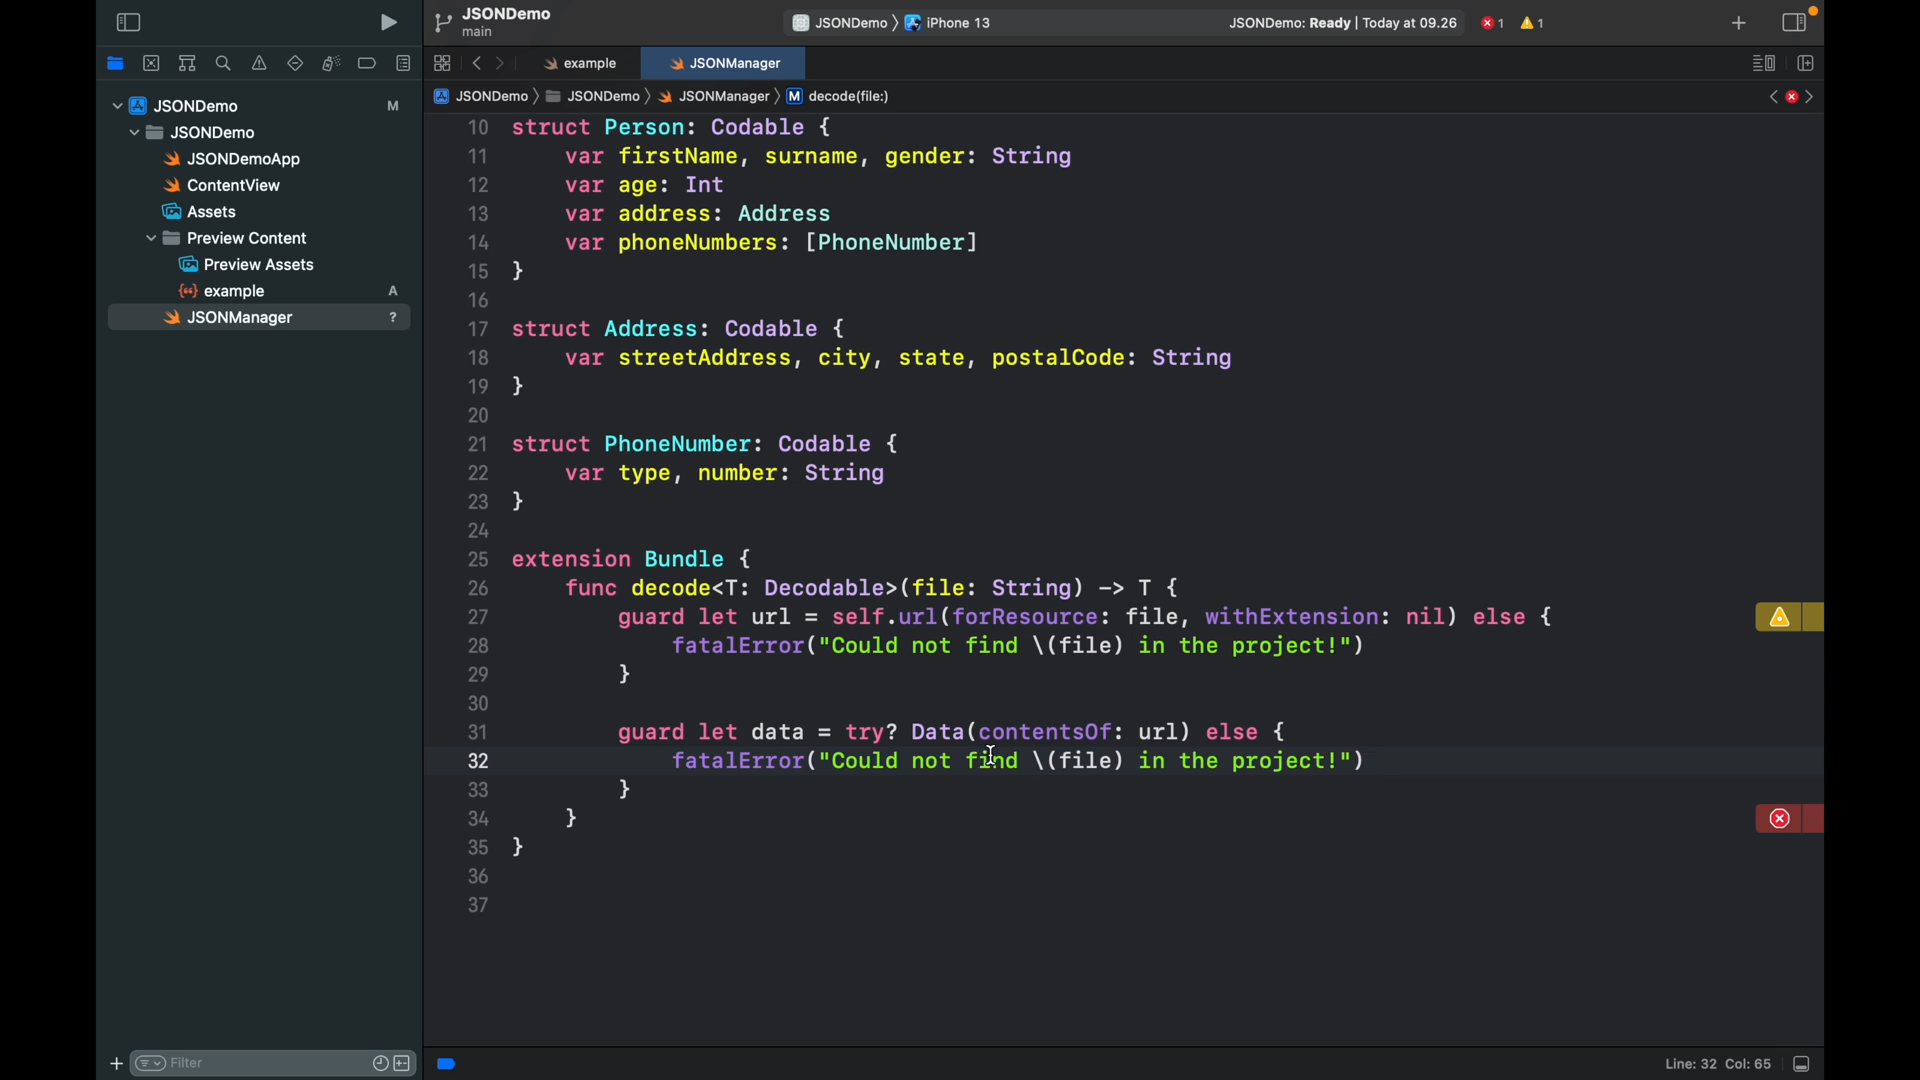 JSONDemo
main
JSONDemo
iPhone 13
JSONDemo: Ready | Today at 09.26
1
1
example
JSONManager
JSONDemo
JSONDemo
JSONManager
M
decode(file:)
JSONDemo
M
JSONDemo
JSONDemoApp
ContentView
Assets
Preview Content
Preview Assets
example
A
JSONManager
?
10 struct Person: Codable {
11 var firstName, surname, gender: String
12 var age: Int
13 var address: Address
14 var phoneNumbers: [PhoneNumber]
15 }
16
17 struct Address: Codable {
18 var streetAddress, city, state, postalCode: String
19 }
20
21 struct PhoneNumber: Codable {
22 var type, number: String
23 }
24
25 extension Bundle {
26 func decode<T: Decodable>(file: String) -> T {
27 guard let url = self.url(forResource: file, withExtension: nil) else {
28 fatalError("Could not find \(file) in the project!")
29 }
30
31 guard let data = try? Data(contentsOf: url) else {
32 fatalError("Could not find \(file) in the project!")
33 }
34 }
35 }
36
37
Filter
Line: 32 Col: 65